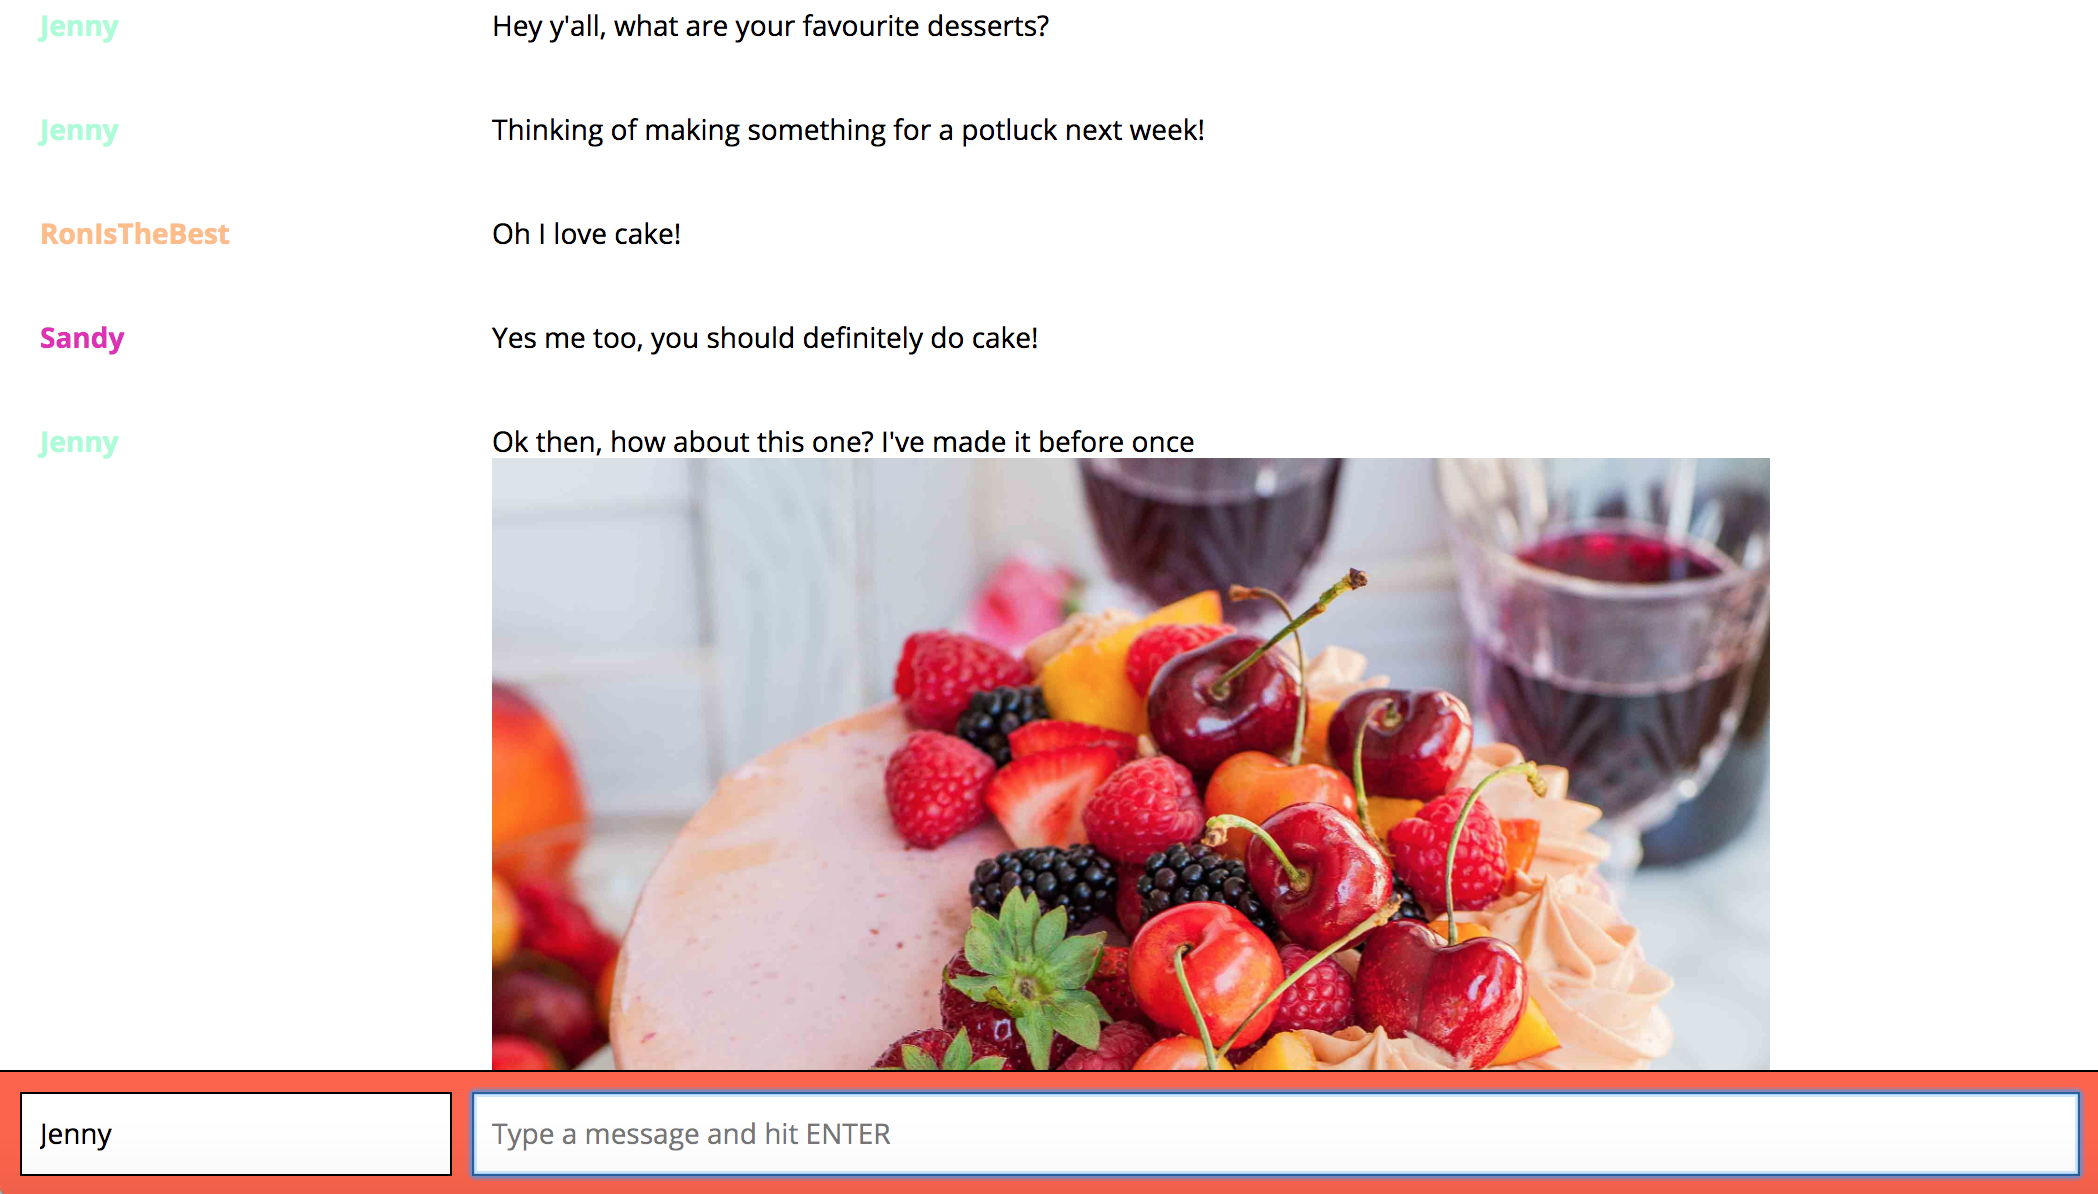 Jenny Hey y'all, what are your favourite desserts?
Jenny Thinking of making something for a potluck next week!
RonIsTheBest Oh I love cake!
Sandy Yes me too, you should definitely do cake!
Jenny Ok then, how about this one? I've made it before once
Jenny Type a message and hit ENTER